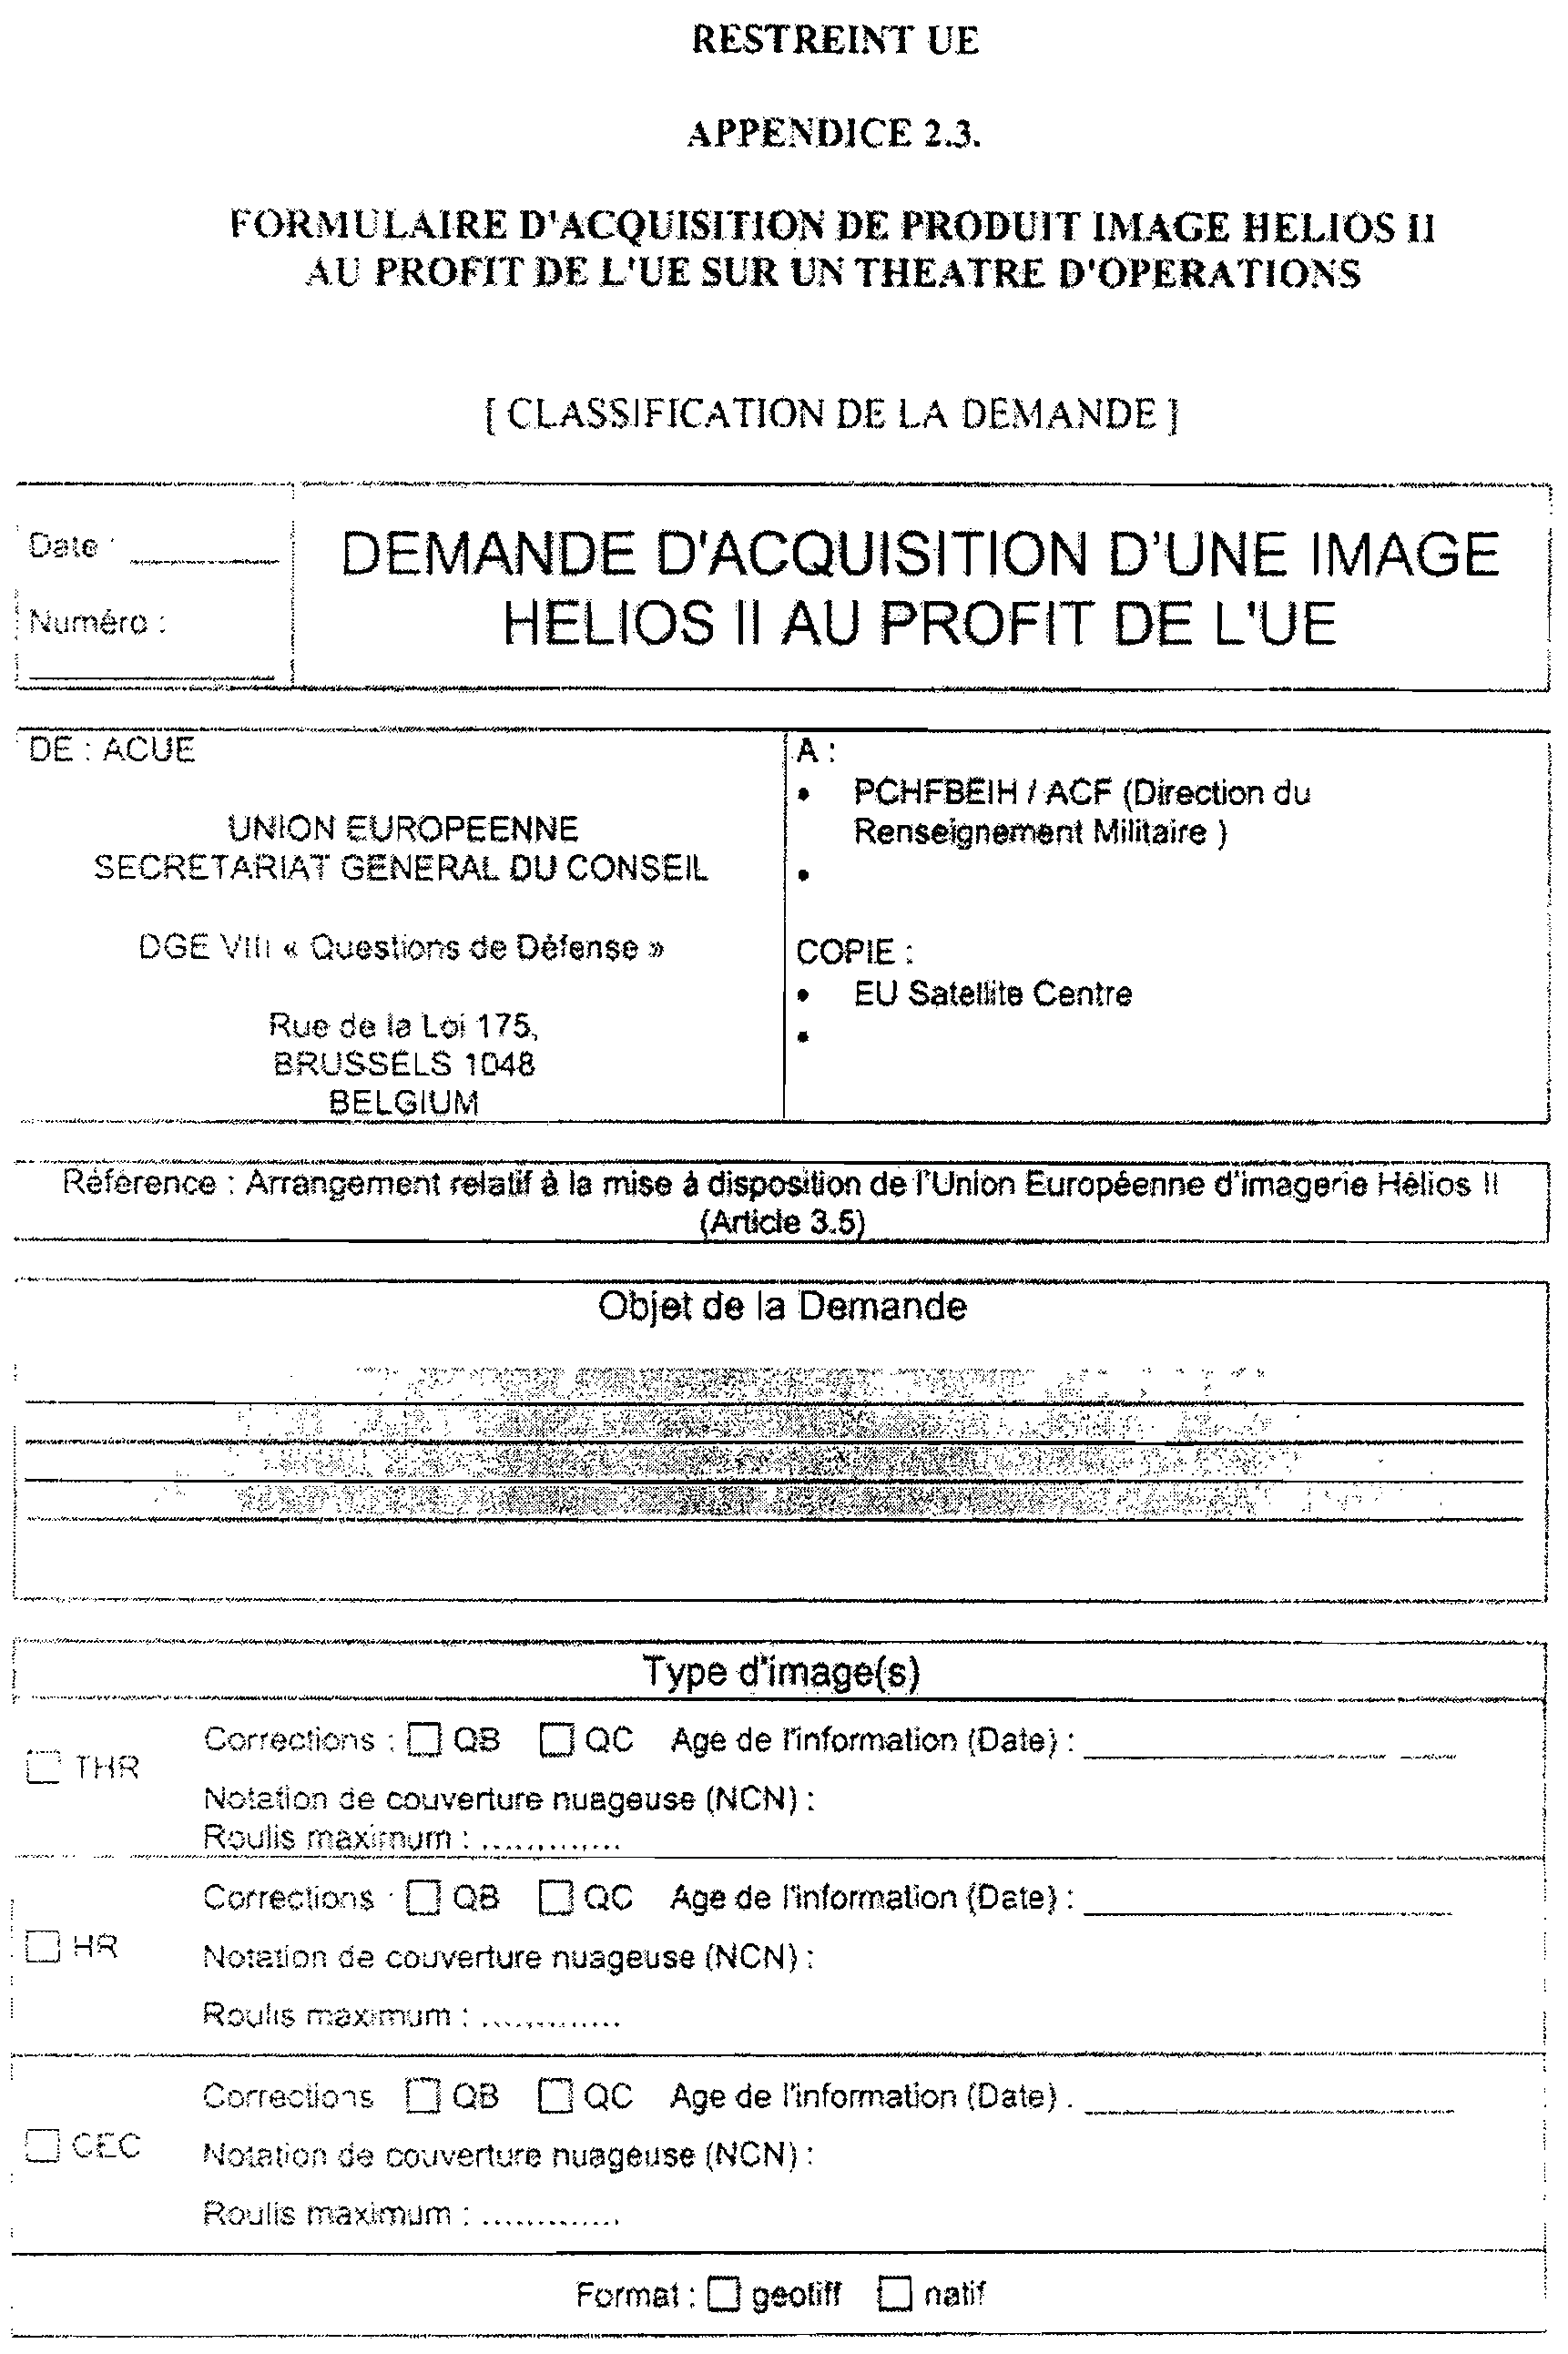 RESTREINT UE
APPENDICE 2.3.
FORMULAIRE D'ACQUISITION DE PRODUIT IMAGE HELIOS II
AU PROFIT DE L'UE SUR UN THEATRE D'OPERATIONS
[ CLASSIFICATION DE LA DEMANDE ]
Date :
Numéro :
DEMANDE D'ACQUISITION D'UNE IMAGE
HELIOS II AU PROFIT DE L'UE
DE : ACUE
UNION EUROPEENNE
SECRETARIAT GENERAL DU CONSEIL
DGE VIII « Questions de Défense »
Rue de la Loi 175,
BRUSSELS 1048
BELGIUM
A :
• PCHFBEIH / ACF (Direction du
Renseignement Militaire )
•
COPIE :
• EU Satellite Centre
•
Référence : Arrangement relatif à la mise à disposition de l'Union Européenne d'imagerie Hélios II
(Article 3.5)
Objet de la Demande
Type d'image(s)
THR
Corrections : QB QC Age de l'information (Date) :
Notation de couverture nuageuse (NCN) :
Roulis maximum : .............
HR
Corrections : QB QC Age de l'information (Date) :
Notation de couverture nuageuse (NCN) :
Roulis maximum : .............
CEC
Corrections QB QC Age de l'information (Date) .
Notation de couverture nuageuse (NCN) :
Roulis maximum : .............
Format : geotiff natif